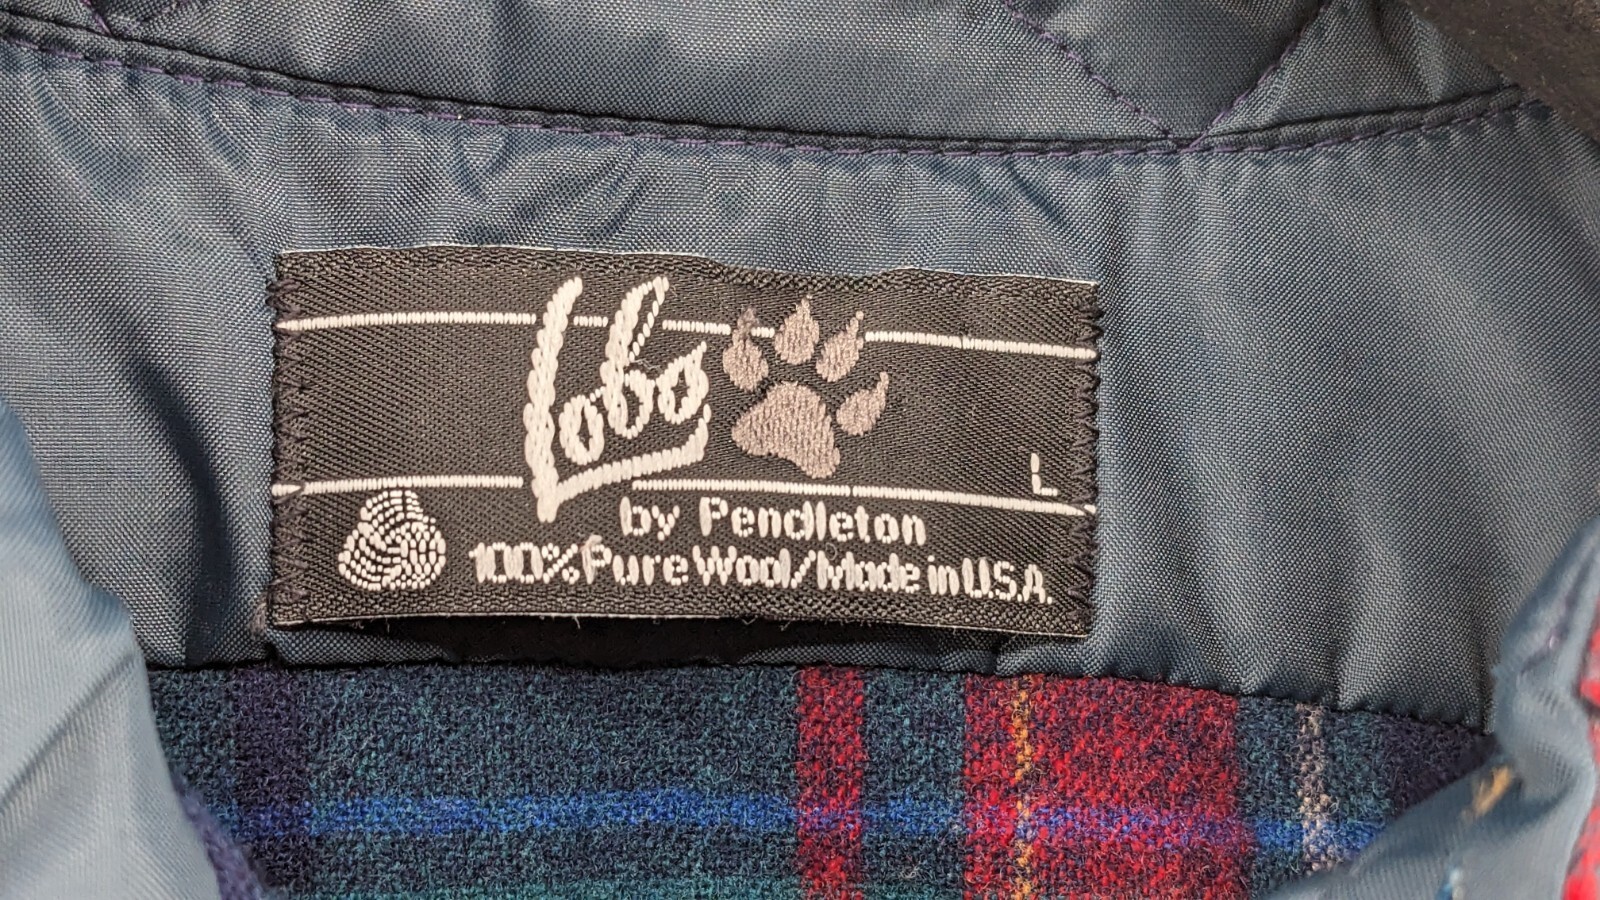 Lobo
L
by Pendleton
100% Pure Wool/Made in U.S.A.